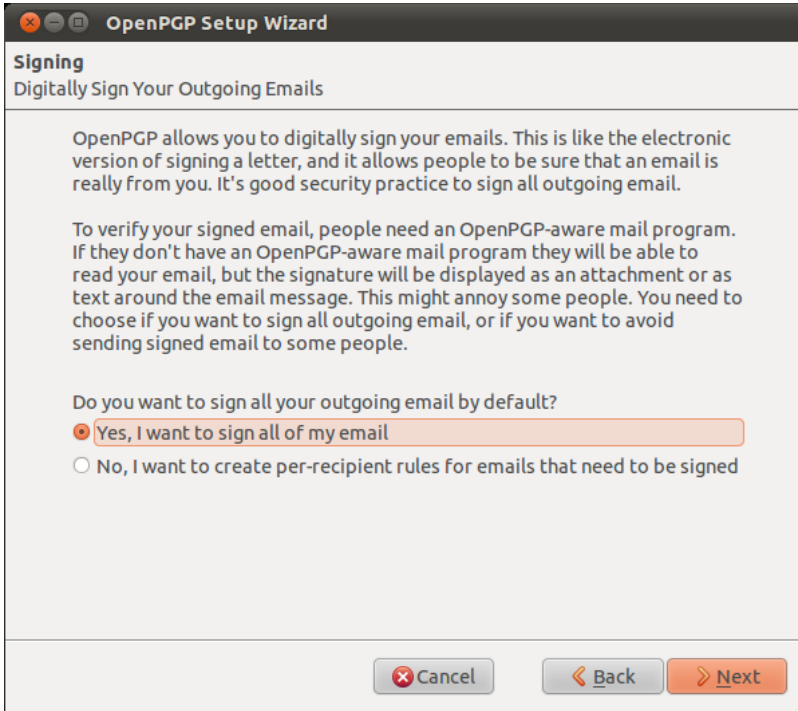 OpenPGP Setup Wizard
Signing
Digitally Sign Your Outgoing Emails
OpenPGP allows you to digitally sign your emails. This is like the electronic
version of signing a letter, and it allows people to be sure that an email is
really from you. It's good security practice to sign all outgoing email.
To verify your signed email, people need an OpenPGP-aware mail program.
If they don't have an OpenPGP-aware mail program they will be able to
read your email, but the signature will be displayed as an attachment or as
text around the email message. This might annoy some people. You need to
choose if you want to sign all outgoing email, or if you want to avoid
sending signed email to some people.
Do you want to sign all your outgoing email by default?
Yes, I want to sign all of my email
No, I want to create per-recipient rules for emails that need to be signed
Cancel Back Next